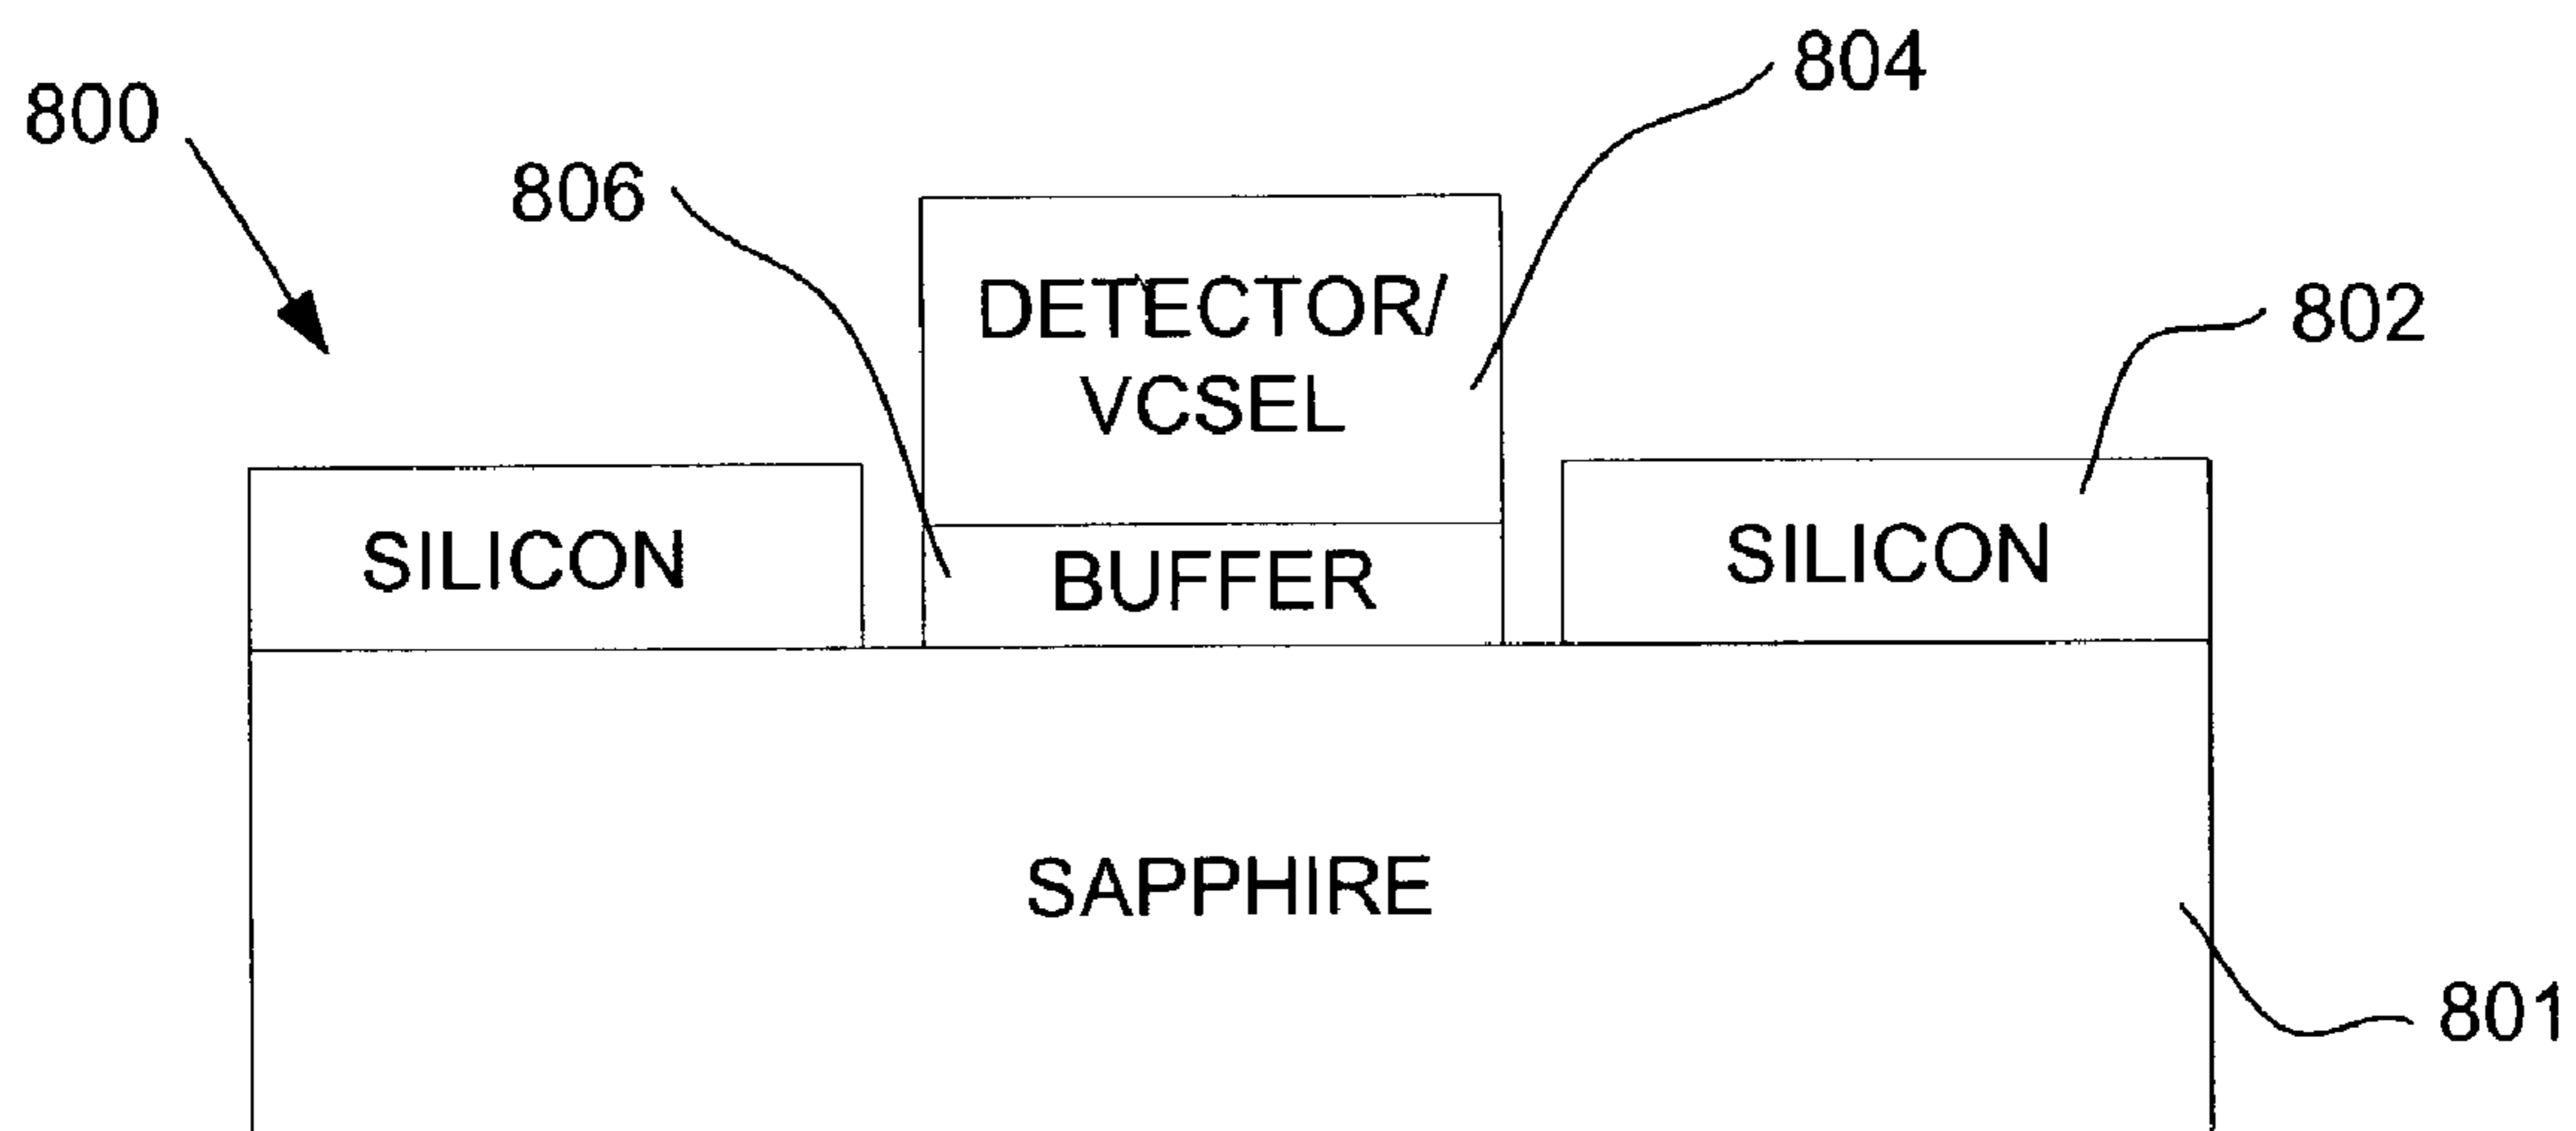 804
800
806
DETECTOR/
VCSEL
802
SILICON
BUFFER
SILICON
SAPPHIRE
801